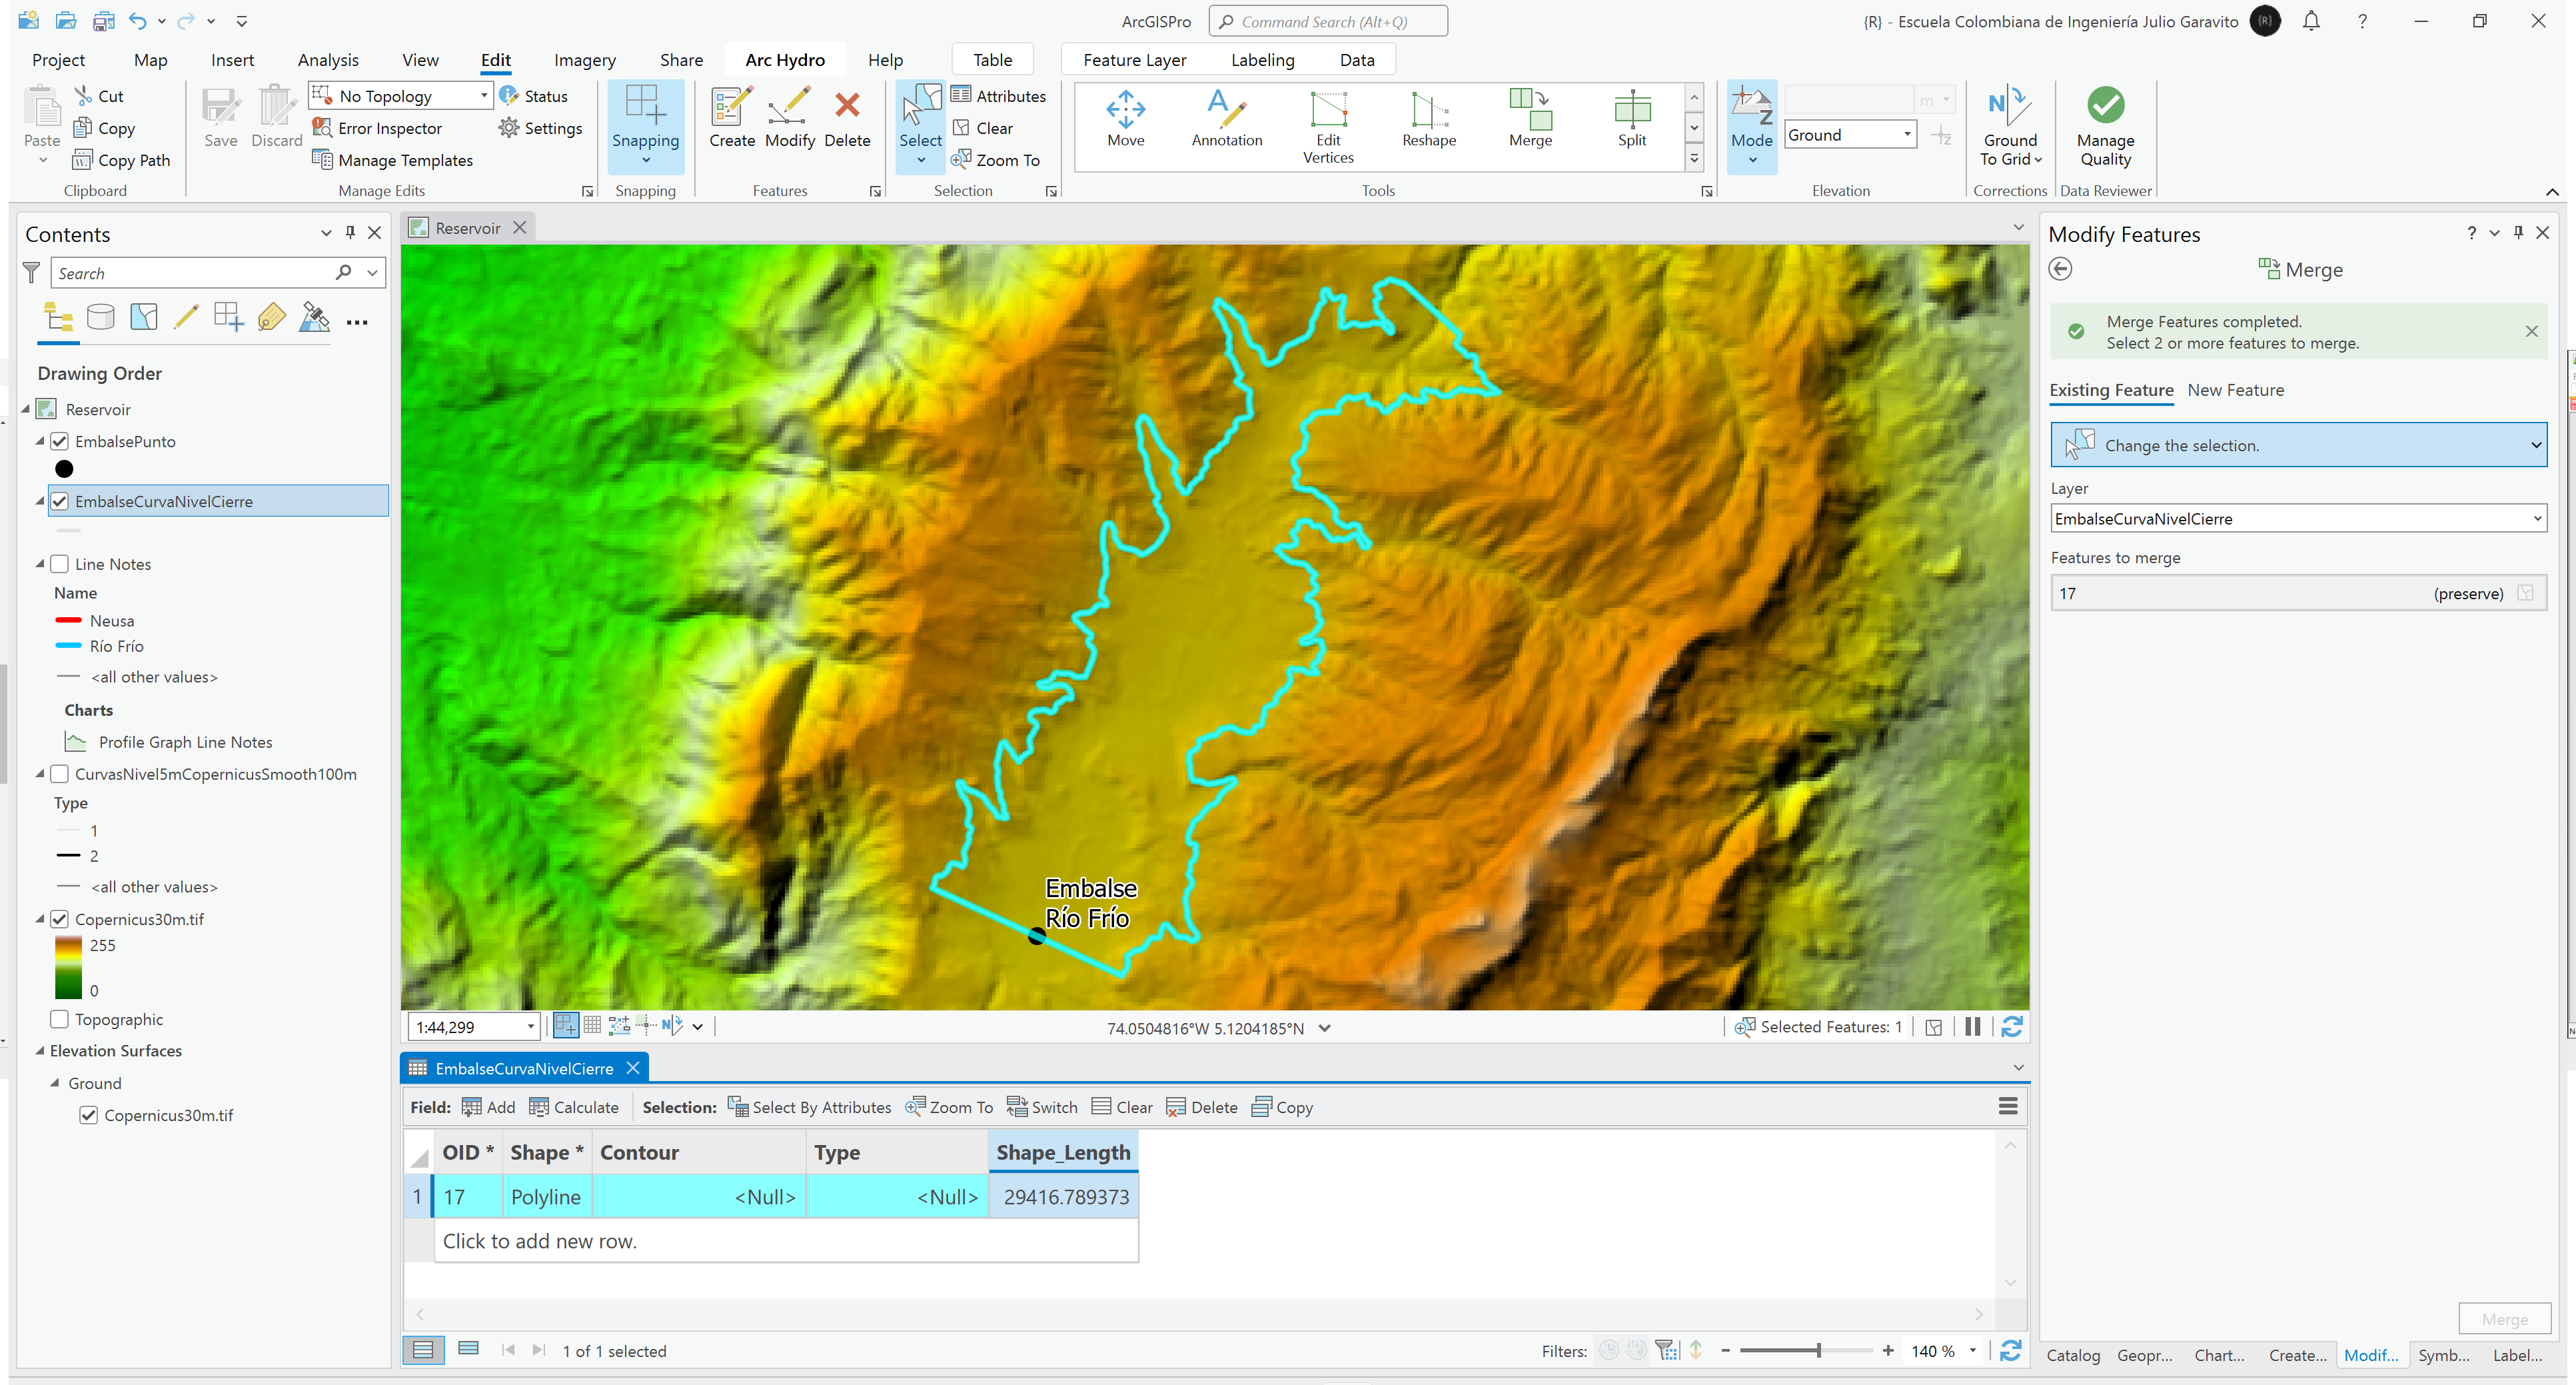 ArcGISPro
Command Search (Alt+Q)
{R} - Escuela Colombiana de Ingeniería Julio Garavito
{R}
?
Project
Map
Insert
Analysis
View
Edit
Imagery
Share
Arc Hydro
Help
Table
Feature Layer
Labeling
Data
Paste
Cut
Copy
Copy Path
Clipboard
Save
Discard
No Topology
Error Inspector
Manage Templates
Status
Settings
Manage Edits
Snapping
Snapping
Create
Modify
Delete
Features
Select
Attributes
Clear
Zoom To
Selection
Move
Annotation
Edit
Vertices
Reshape
Merge
Split
Tools
Mode
m
Ground
Elevation
Ground
To Grid
Corrections
Manage
Quality
Data Reviewer
Contents
Search
Drawing Order
Reservoir
EmbalsePunto
EmbalseCurvaNivelCierre
Line Notes
Name
Neusa
Río Frío
<all other values>
Charts
Profile Graph Line Notes
CurvasNivel5mCopernicusSmooth100m
Type
1
2
<all other values>
Copernicus30m.tif
255
0
Topographic
Elevation Surfaces
Ground
Copernicus30m.tif
Reservoir
Embalse
Río Frío
1:44,299
74.0504816°W 5.1204185°N
Selected Features: 1
EmbalseCurvaNivelCierre
Field:
Add
Calculate
Selection:
Select By Attributes
Zoom To
Switch
Clear
Delete
Copy
OID * Shape * Contour Type Shape_Length
1 17 Polyline <Null> <Null> 29416.789373
Click to add new row.
1 of 1 selected
Filters:
140 %
Modify Features
?
Merge
Merge Features completed.
Select 2 or more features to merge.
Existing Feature
New Feature
Change the selection.
Layer
EmbalseCurvaNivelCierre
Features to merge
17
(preserve)
Merge
Catalog
Geopr...
Chart...
Create...
Modif...
Symb...
Label...